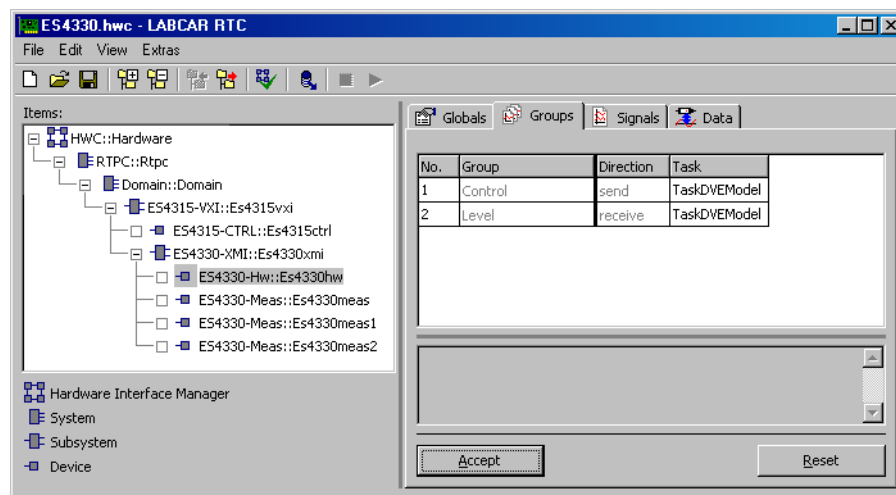 ES4330.hwc - LABCAR RTC
File Edit View Extras
Items:
HWC::Hardware
RTPC::Rtpc
Domain::Domain
ES4315-VXI::Es4315vxi
ES4315-CTRL::Es4315ctrl
ES4330-XMI::Es4330xmi
ES4330-Hw::Es4330hw
ES4330-Meas::Es4330meas
ES4330-Meas::Es4330meas1
ES4330-Meas::Es4330meas2
Hardware Interface Manager
System
Subsystem
Device
Globals Groups Signals Data
No. Group Direction Task
1 Control send TaskDVEModel
2 Level receive TaskDVEModel
Accept Reset